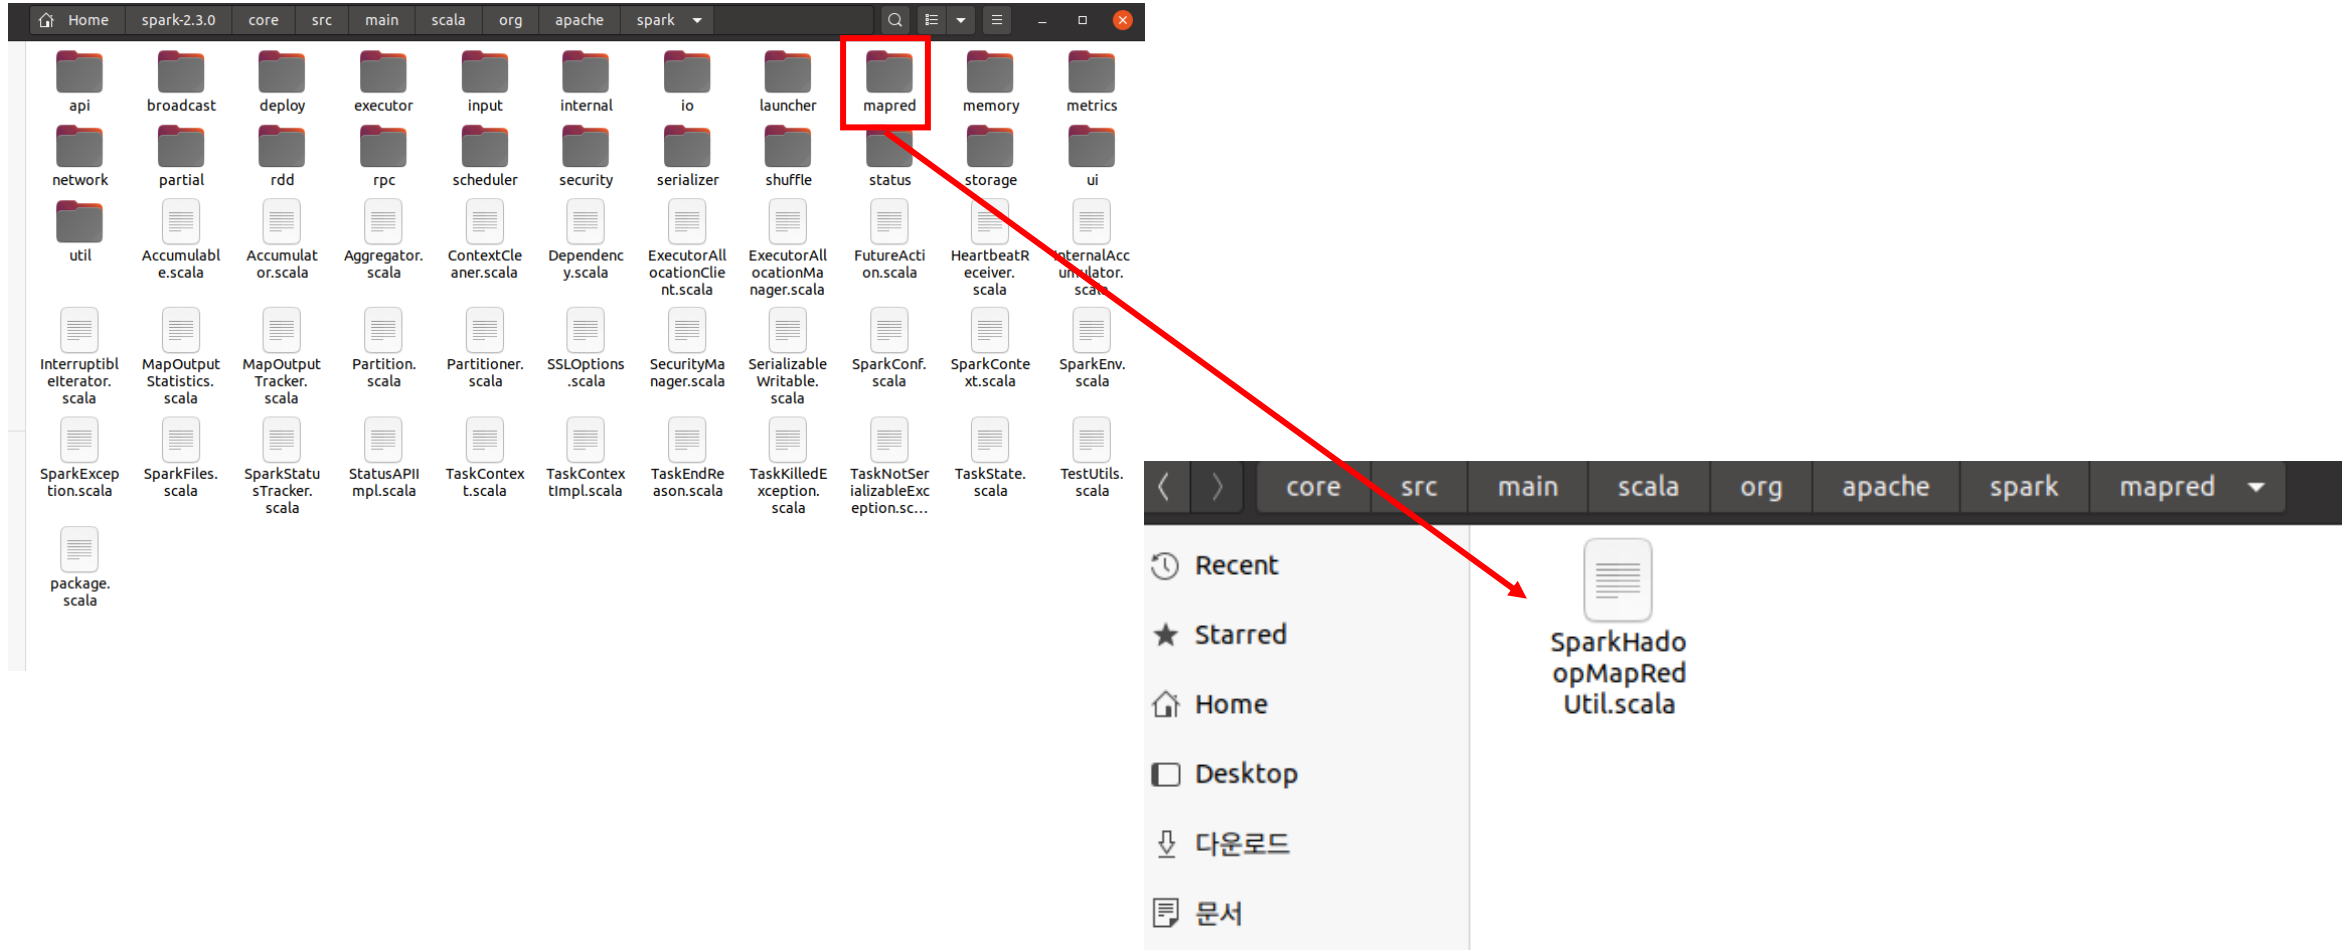 Home spark-2.3.0 core src main scala org apache spark
api broadcast deploy executor input internal io launcher mapred memory metrics
network partial rdd rpc scheduler security serializer shuffle status storage ui
util
Accumulabl
e.scala
Accumulat
or.scala
Aggregator.
scala
ContextCle
aner.scala
Dependenc
y.scala
ExecutorAll
ocationClie
nt.scala
ExecutorAll
ocationMa
nager.scala
FutureActi
on.scala
HeartbeatR
eceiver.
scala
InternalAcc
umulator.
scala
Interruptibl
eIterator.
scala
MapOutput
Statistics.
scala
MapOutput
Tracker.
scala
Partition.
scala
Partitioner.
scala
SSLOptions
.scala
SecurityMa
nager.scala
Serializable
Writable.
scala
SparkConf.
scala
SparkConte
xt.scala
SparkEnv.
scala
SparkExcep
tion.scala
SparkFiles.
scala
SparkStatu
sTracker.
scala
StatusAPII
mpl.scala
TaskContex
t.scala
TaskContex
tImpl.scala
TaskEndRe
ason.scala
TaskKilledE
xception.
scala
TaskNotSer
ializableExc
eption.sc...
TaskState.
scala
TestUtils.
scala
package.
scala
core src main scala org apache spark mapred
Recent
Starred
Home
Desktop
다운로드
문서
SparkHado
opMapRed
Util.scala